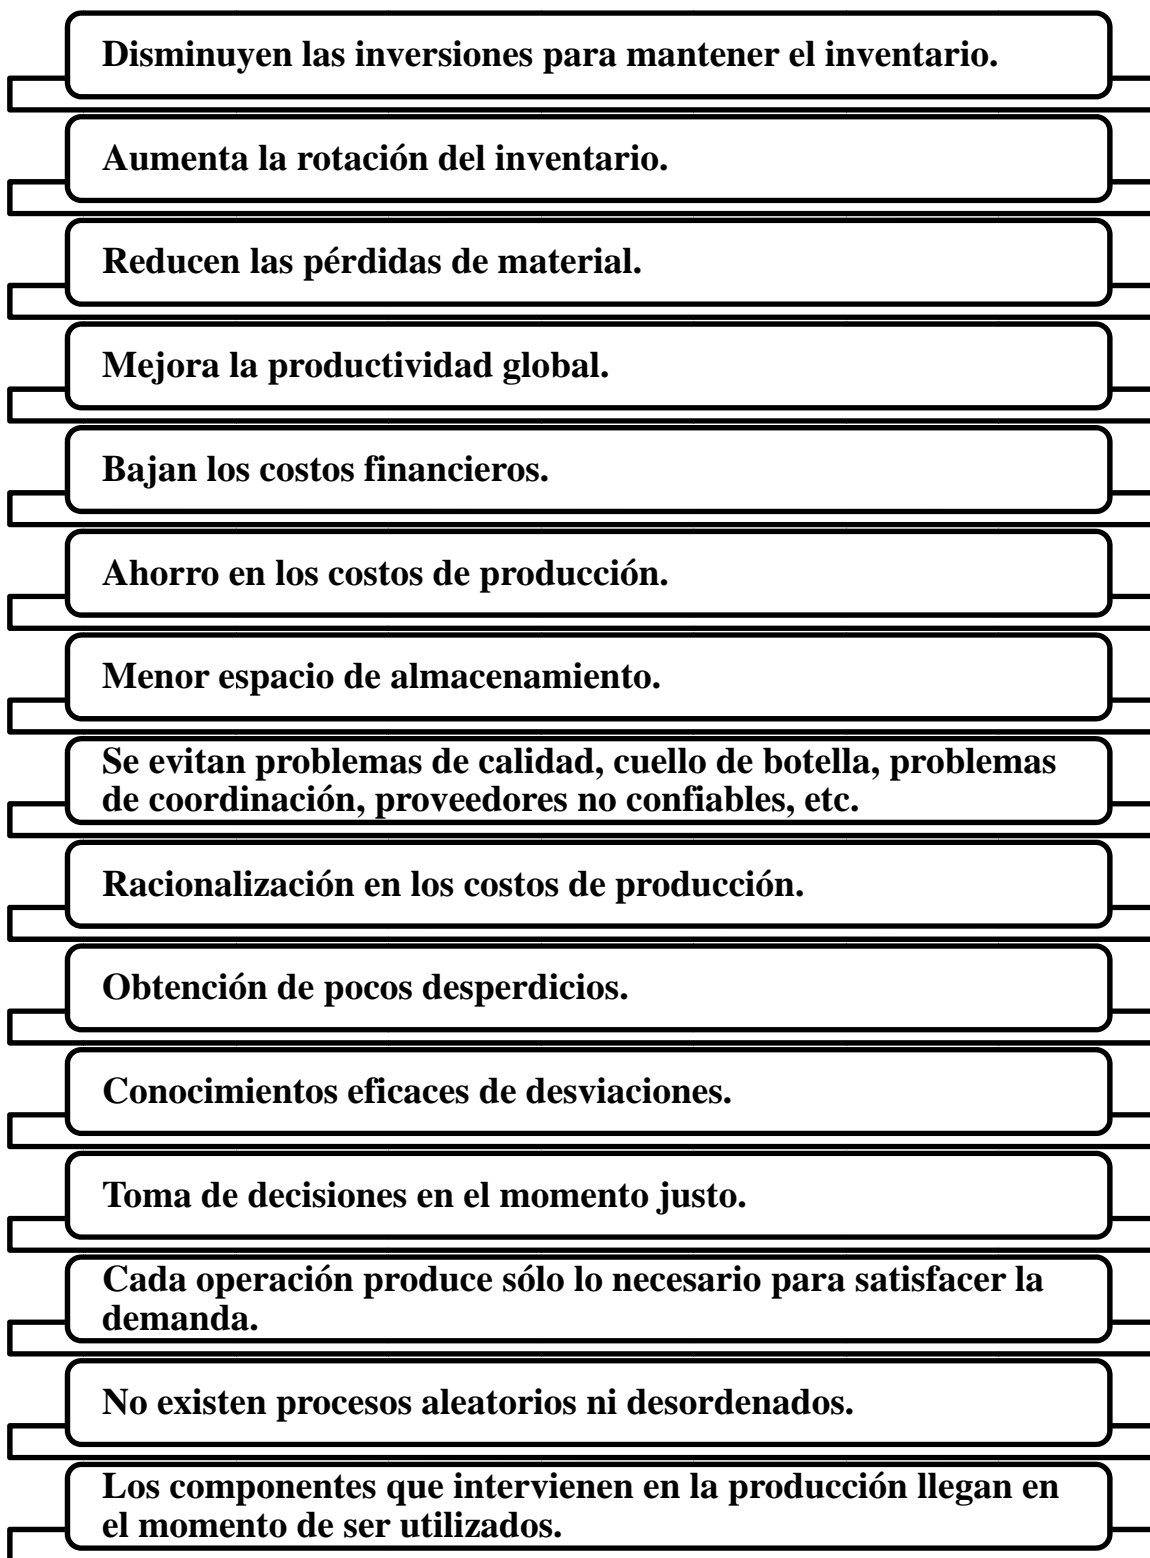 Disminuyen las inversiones para mantener el inventario.
Aumenta la rotación del inventario.
Reducen las pérdidas de material.
Mejora la productividad global.
Bajan los costos financieros.
Ahorro en los costos de producción.
Menor espacio de almacenamiento.
Se evitan problemas de calidad, cuello de botella, problemas
de coordinación, proveedores no confiables, etc.
Racionalización en los costos de producción.
Obtención de pocos desperdicios.
Conocimientos eficaces de desviaciones.
Toma de decisiones en el momento justo.
Cada operación produce sólo lo necesario para satisfacer la
demanda.
No existen procesos aleatorios ni desordenados.
Los componentes que intervienen en la producción llegan en
el momento de ser utilizados.